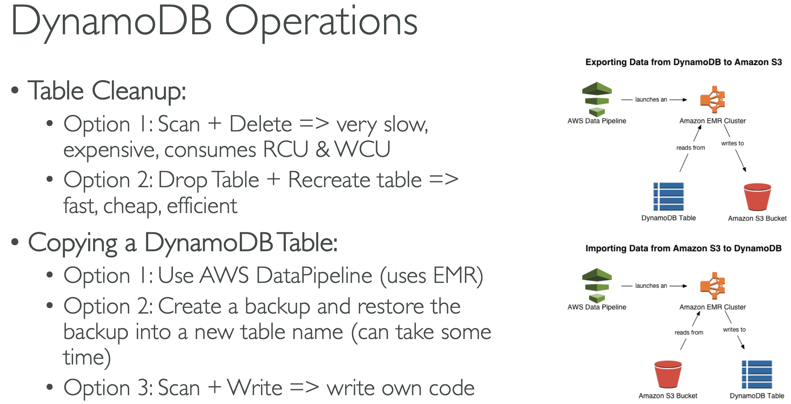 DynamoDB Operations
• Table Cleanup:
• Option 1: Scan + Delete => very slow,
expensive, consumes RCU & WCU
• Option 2: Drop Table + Recreate table =>
fast, cheap, efficient
• Copying a DynamoDB Table:
• Option 1: Use AWS DataPipeline (uses EMR)
• Option 2: Create a backup and restore the
backup into a new table name (can take some
time)
• Option 3: Scan + Write => write own code
Exporting Data from DynamoDB to Amazon S3
launches an
AWS Data Pipeline
Amazon EMR Cluster
reads from
writes to
DynamoDB Table
Amazon S3 Bucket
Importing Data from Amazon S3 to DynamoDB
launches an
AWS Data Pipeline
Amazon EMR Cluster
reads from
writes to
Amazon S3 Bucket
DynamoDB Table